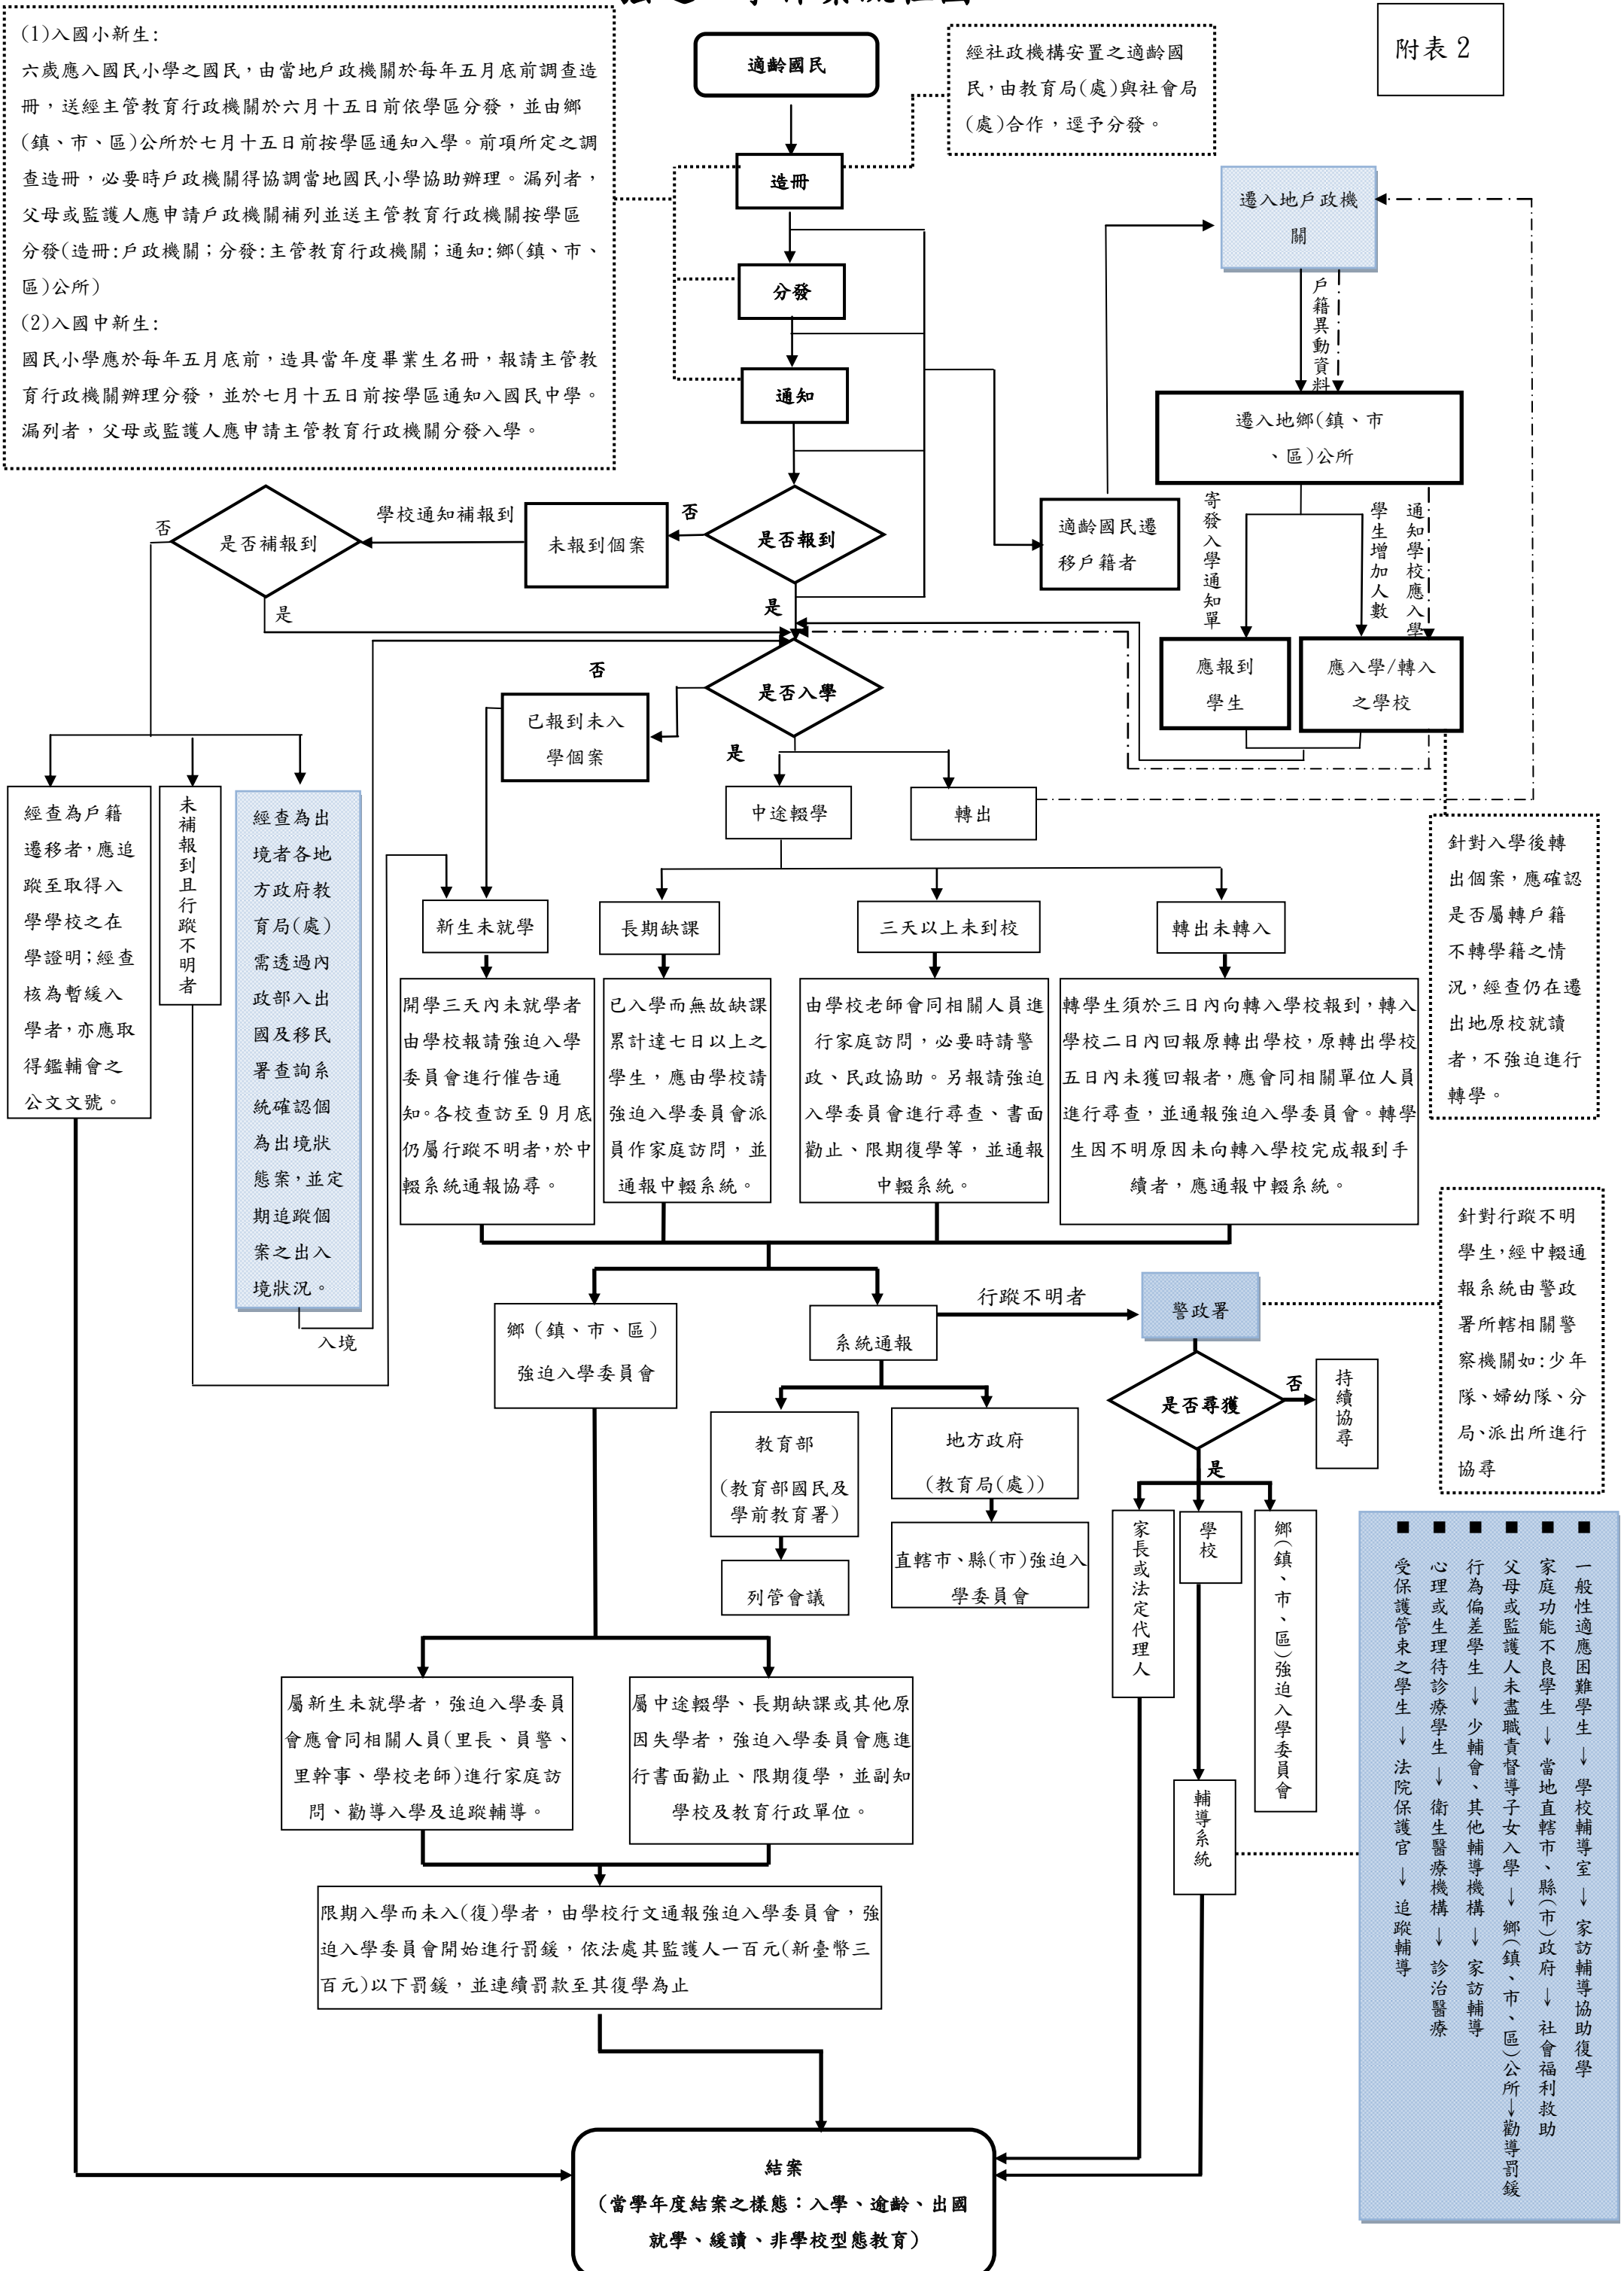 附表 2
(1)入國小新生:
六歲應入國民小學之國民，由當地戶政機關於每年五月底前調查造
冊，送經主管教育行政機關於六月十五日前依學區分發，並由鄉
(鎮、市、區)公所於七月十五日前按學區通知入學。前項所定之調
查造冊，必要時戶政機關得協調當地國民小學協助辦理。漏列者，
父母或監護人應申請戶政機關補列並送主管教育行政機關按學區
分發(造冊:戶政機關；分發:主管教育行政機關；通知:鄉(鎮、市、
區)公所)
(2)入國中新生:
國民小學應於每年五月底前，造具當年度畢業生名冊，報請主管教
育行政機關辦理分發，並於七月十五日前按學區通知入國民中學。
漏列者，父母或監護人應申請主管教育行政機關分發入學。
適齡國民
經社政機構安置之適齡國
民，由教育局(處)與社會局
(處)合作，逕予分發。
造冊
分發
通知
遷入地戶政機
關
戶籍異動資料
遷入地鄉(鎮、市
、區)公所
適齡國民遷
移戶籍者
寄發入學通知單
學生增加人數
通知學校應入學
應報到
學生
應入學/轉入
之學校
是否報到
否
是
未報到個案
學校通知補報到
是否補報到
否
是
是否入學
否
是
已報到未入
學個案
中途輟學
轉出
經查為戶籍
遷移者，應追
蹤至取得入
學學校之在
學證明；經查
核為暫緩入
學者，亦應取
得鑑輔會之
公文文號。
未補報到且行蹤不明者
經查為出
境者各地
方政府教
育局(處)
需透過內
政部入出
國及移民
署查詢系
統確認個
為出境狀
態案，並定
期追蹤個
案之出入
境狀況。
入境
新生未就學
長期缺課
三天以上未到校
轉出未轉入
開學三天內未就學者
由學校報請強迫入學
委員會進行催告通
知。各校查訪至 9 月底
仍屬行蹤不明者，於中
輟系統通報協尋。
已入學而無故缺課
累計達七日以上之
學生，應由學校請
強迫入學委員會派
員作家庭訪問，並
通報中輟系統。
由學校老師會同相關人員進
行家庭訪問，必要時請警
政、民政協助。另報請強迫
入學委員會進行尋查、書面
勸止、限期復學等，並通報
中輟系統。
轉學生須於三日內向轉入學校報到，轉入
學校二日內回報原轉出學校，原轉出學校
五日內未獲回報者，應會同相關單位人員
進行尋查，並通報強迫入學委員會。轉學
生因不明原因未向轉入學校完成報到手
續者，應通報中輟系統。
針對入學後轉
出個案，應確認
是否屬轉戶籍
不轉學籍之情
況，經查仍在遷
出地原校就讀
者，不強迫進行
轉學。
鄉（鎮、市、區）
強迫入學委員會
系統通報
行蹤不明者
警政署
針對行蹤不明
學生，經中輟通
報系統由警政
署所轄相關警
察機關如:少年
隊、婦幼隊、分
局、派出所進行
協尋
是否尋獲
否
是
持續協尋
教育部
(教育部國民及
學前教育署)
列管會議
地方政府
(教育局(處))
直轄市、縣(市)強迫入
學委員會
家長或法定代理人
學校
鄉(鎮、市、區)強迫入學委員會
輔導系統
■ 一般性適應困難學生 → 學校輔導室 → 家訪輔導協助復學
■ 家庭功能不良學生 → 當地直轄市、縣(市)政府 → 社會福利救助
■ 父母或監護人未盡職責督導子女入學 → 鄉(鎮、市、區)公所→勸導罰鍰
■ 行為偏差學生 → 少輔會、其他輔導機構 → 家訪輔導
■ 心理或生理待診療學生 → 衛生醫療機構 → 診治醫療
■ 受保護管束之學生 → 法院保護官 → 追蹤輔導
屬新生未就學者，強迫入學委員
會應會同相關人員(里長、員警、
里幹事、學校老師)進行家庭訪
問、勸導入學及追蹤輔導。
屬中途輟學、長期缺課或其他原
因失學者，強迫入學委員會應進
行書面勸止、限期復學，並副知
學校及教育行政單位。
限期入學而未入(復)學者，由學校行文通報強迫入學委員會，強
迫入學委員會開始進行罰鍰，依法處其監護人一百元(新臺幣三
百元)以下罰鍰，並連續罰款至其復學為止
結案
(當學年度結案之樣態：入學、逾齡、出國
就學、緩讀、非學校型態教育)